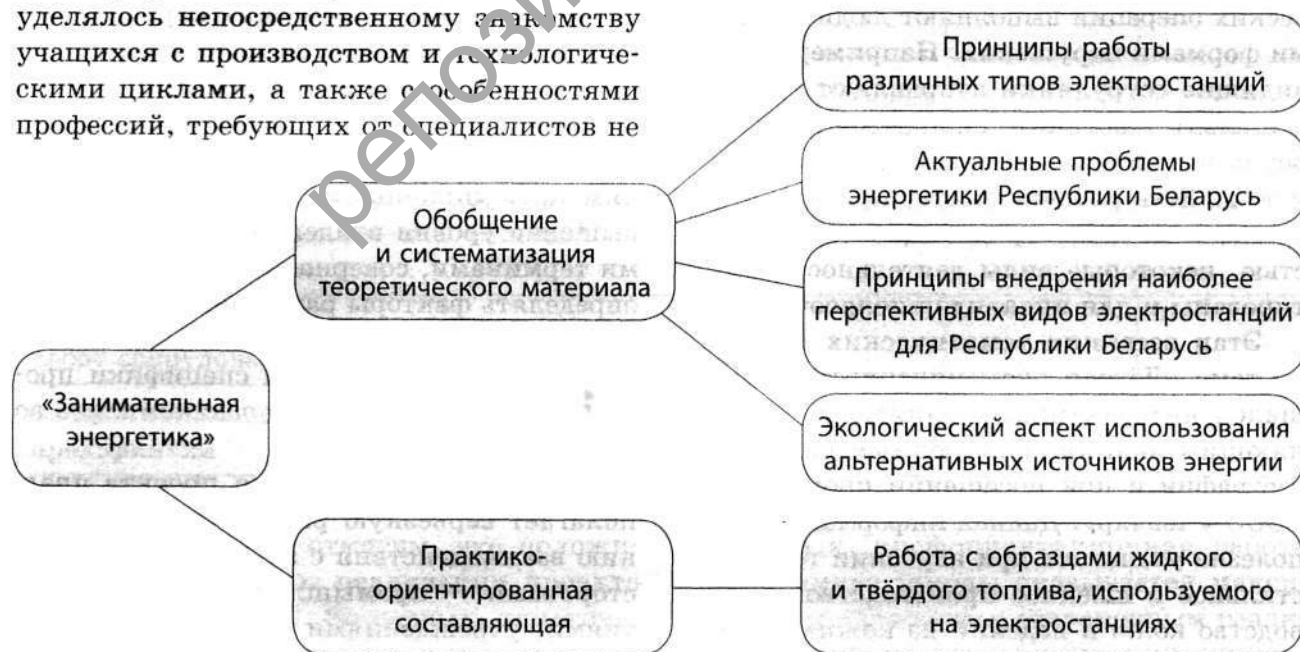 уделялось непосредственному знакомству
учащихся с производством и технологиче-
скими циклами, а также с особенностями
профессий, требующих от специалистов не
репози
«Занимательная
энергетика»
Обобщение
и систематизация
теоретического материала
Принципы работы
различных типов электростанций
Актуальные проблемы
энергетики Республики Беларусь
Принципы внедрения наиболее
перспективных видов электростанций
для Республики Беларусь
Экологический аспект использования
альтернативных источников энергии
Практико-
ориентированная
составляющая
Работа с образцами жидкого
и твёрдого топлива, используемого
на электростанциях